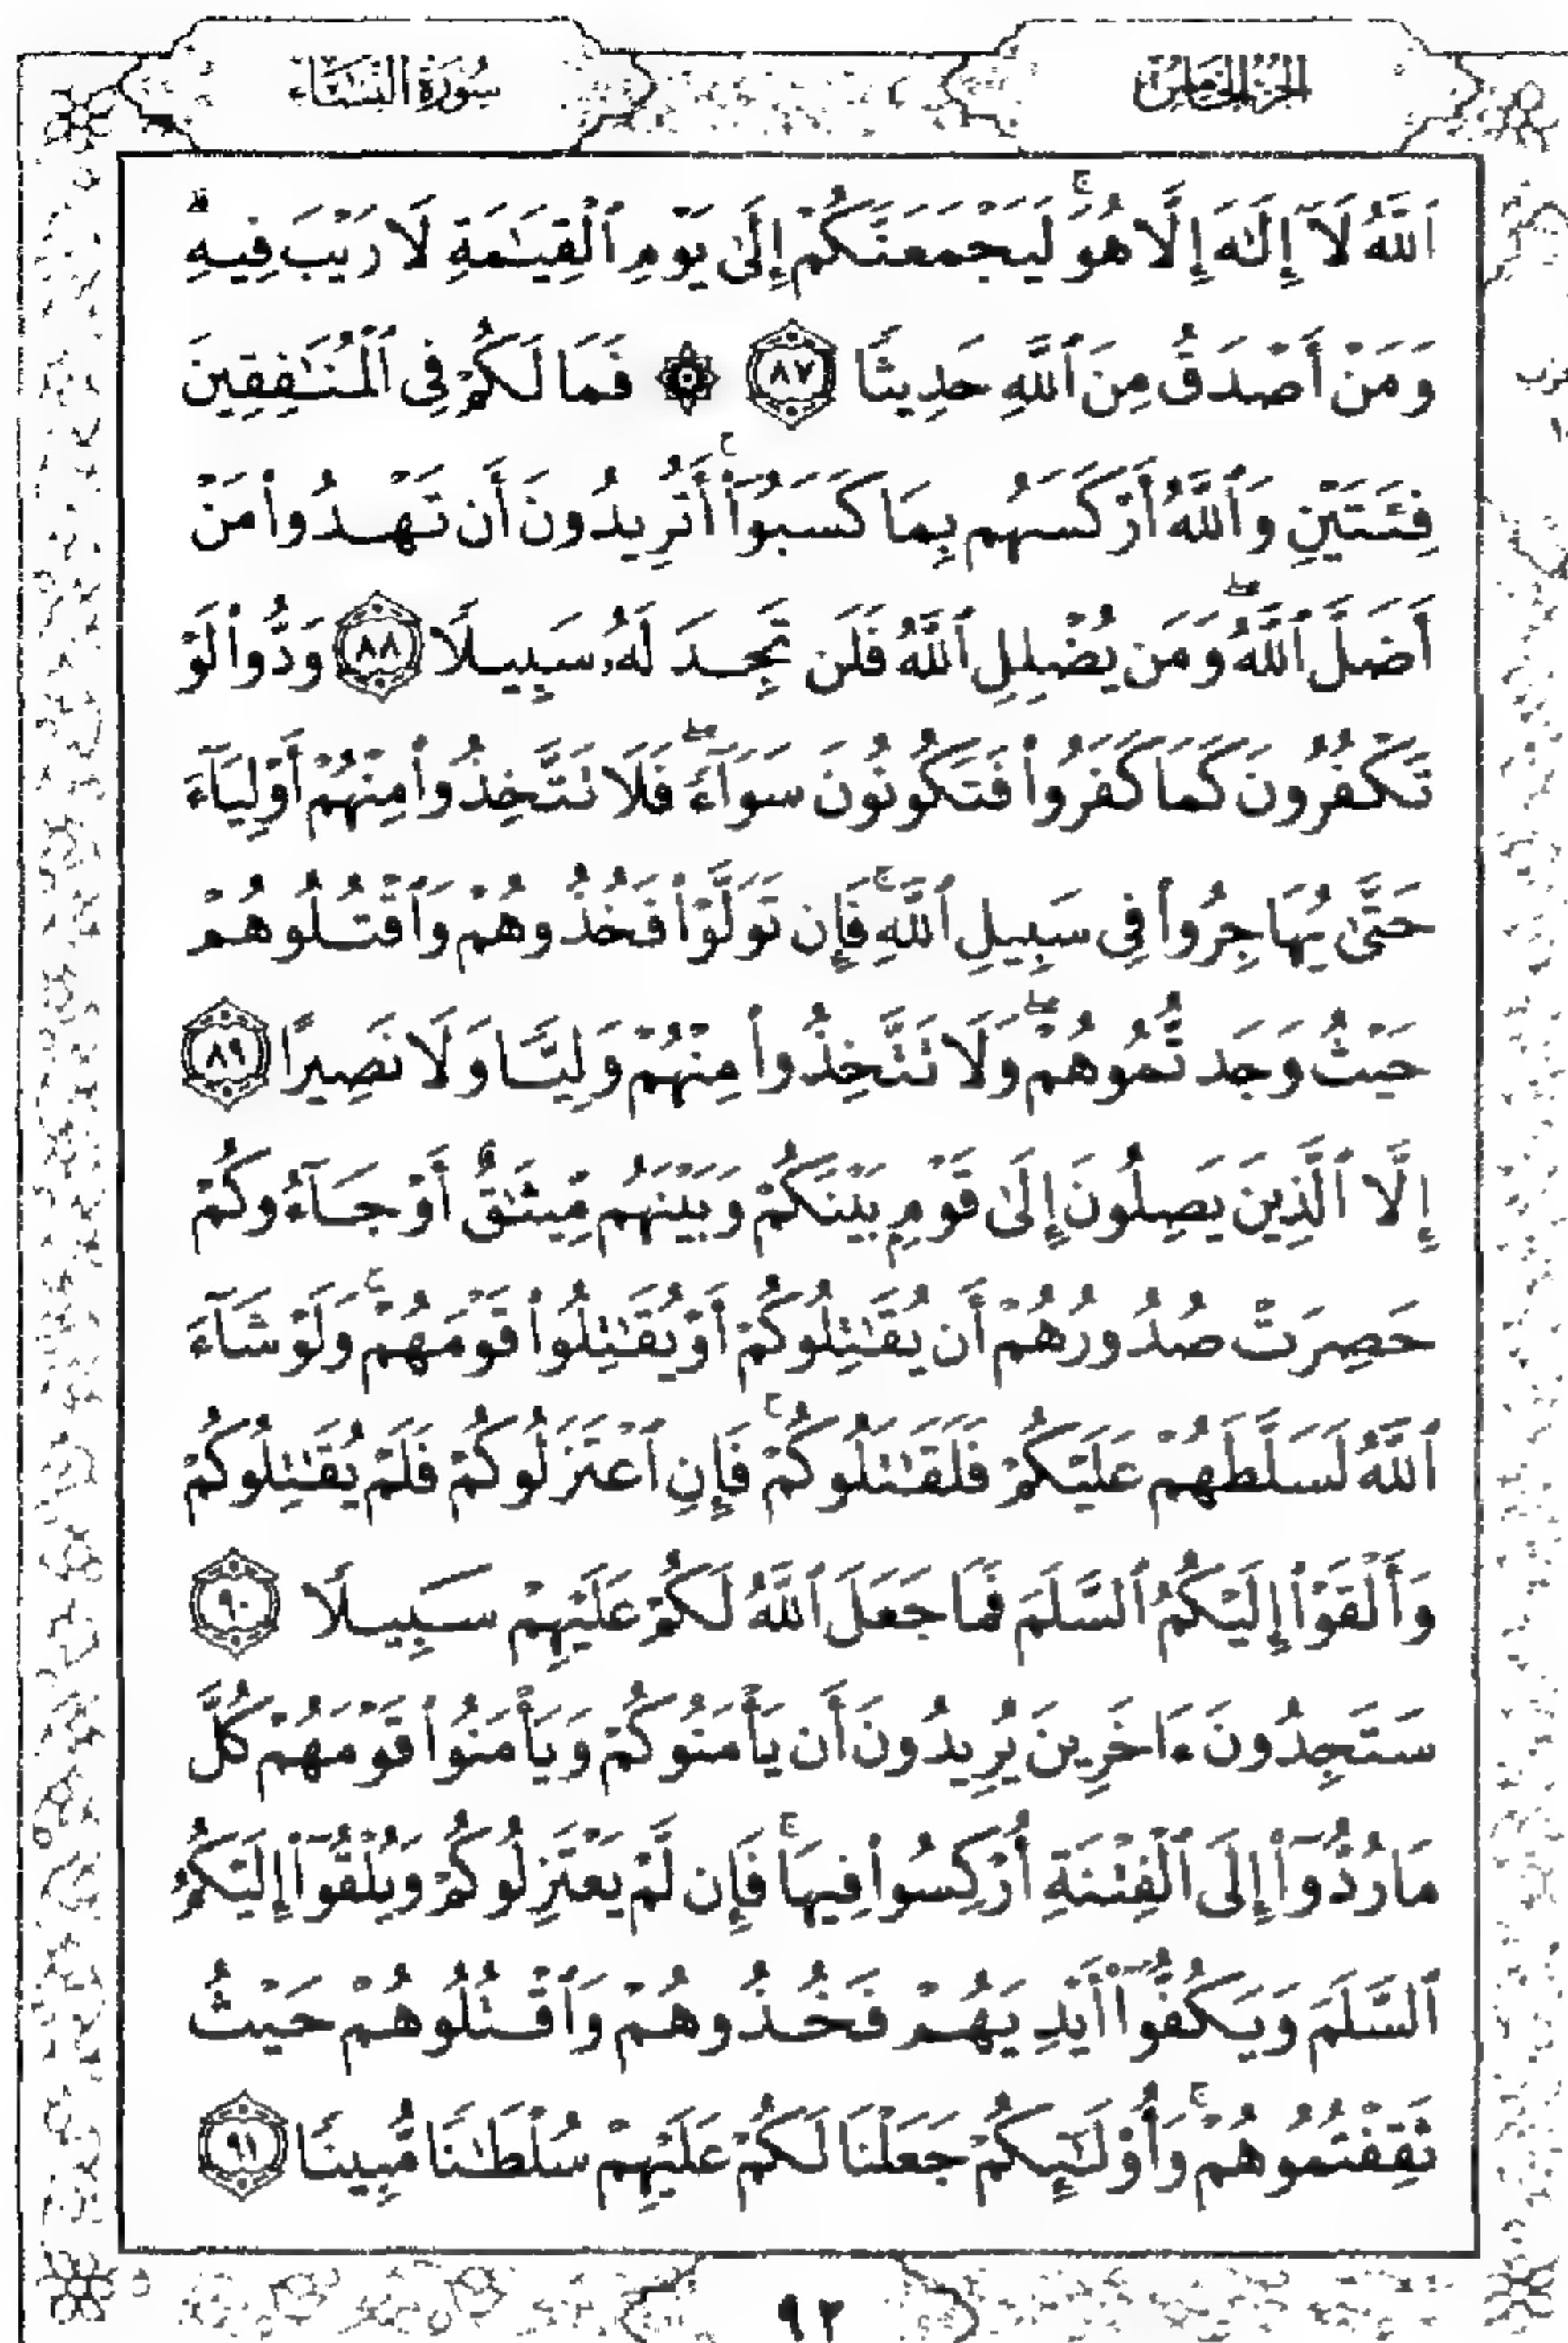 سُورَةُ النِّسَاءِ
الجُزْءُ الخَامِسُ
ٱللَّهُ لَآ إِلَٰهَ إِلَّا هُوَۚ لَيَجْمَعَنَّكُمْ إِلَىٰ يَوْمِ ٱلْقِيَٰمَةِ لَا رَيْبَ فِيهِۗ
وَمَنْ أَصْدَقُ مِنَ ٱللَّهِ حَدِيثًا ٨٧ ۞ فَمَا لَكُمْ فِى ٱلْمُنَٰفِقِينَ
فِئَتَيْنِ وَٱللَّهُ أَرْكَسَهُم بِمَا كَسَبُوٓا۟ۚ أَتُرِيدُونَ أَن تَهْدُوا۟ مَنْ
أَضَلَّ ٱللَّهُۖ وَمَن يُضْلِلِ ٱللَّهُ فَلَن تَجِدَ لَهُۥ سَبِيلًا ٨٨ وَدُّوا۟ لَوْ
تَكْفُرُونَ كَمَا كَفَرُوا۟ فَتَكُونُونَ سَوَآءًۖ فَلَا تَتَّخِذُوا۟ مِنْهُمْ أَوْلِيَآءَ
حَتَّىٰ يُهَاجِرُوا۟ فِى سَبِيلِ ٱللَّهِۚ فَإِن تَوَلَّوْا۟ فَخُذُوهُمْ وَٱقْتُلُوهُمْ
حَيْثُ وَجَدتُّمُوهُمْۖ وَلَا تَتَّخِذُوا۟ مِنْهُمْ وَلِيًّا وَلَا نَصِيرًا ٨٩
إِلَّا ٱلَّذِينَ يَصِلُونَ إِلَىٰ قَوْمٍۭ بَيْنَكُمْ وَبَيْنَهُم مِّيثَٰقٌ أَوْ جَآءُوكُمْ
حَصِرَتْ صُدُورُهُمْ أَن يُقَٰتِلُوكُمْ أَوْ يُقَٰتِلُوا۟ قَوْمَهُمْۚ وَلَوْ شَآءَ
ٱللَّهُ لَسَلَّطَهُمْ عَلَيْكُمْ فَلَقَٰتَلُوكُمْۚ فَإِنِ ٱعْتَزَلُوكُمْ فَلَمْ يُقَٰتِلُوكُمْ
وَأَلْقَوْا۟ إِلَيْكُمُ ٱلسَّلَمَ فَمَا جَعَلَ ٱللَّهُ لَكُمْ عَلَيْهِمْ سَبِيلًا ٩٠
سَتَجِدُونَ ءَاخَرِينَ يُرِيدُونَ أَن يَأْمَنُوكُمْ وَيَأْمَنُوا۟ قَوْمَهُمْ كُلَّ
مَا رُدُّوٓا۟ إِلَى ٱلْفِتْنَةِ أُرْكِسُوا۟ فِيهَاۚ فَإِن لَّمْ يَعْتَزِلُوكُمْ وَيُلْقُوٓا۟ إِلَيْكُمُ
ٱلسَّلَمَ وَيَكُفُّوٓا۟ أَيْدِيَهُمْ فَخُذُوهُمْ وَٱقْتُلُوهُمْ حَيْثُ
ثَقِفْتُمُوهُمْۚ وَأُو۟لَٰٓئِكُمْ جَعَلْنَا لَكُمْ عَلَيْهِمْ سُلْطَٰنًا مُّبِينًا ٩١
٩٢